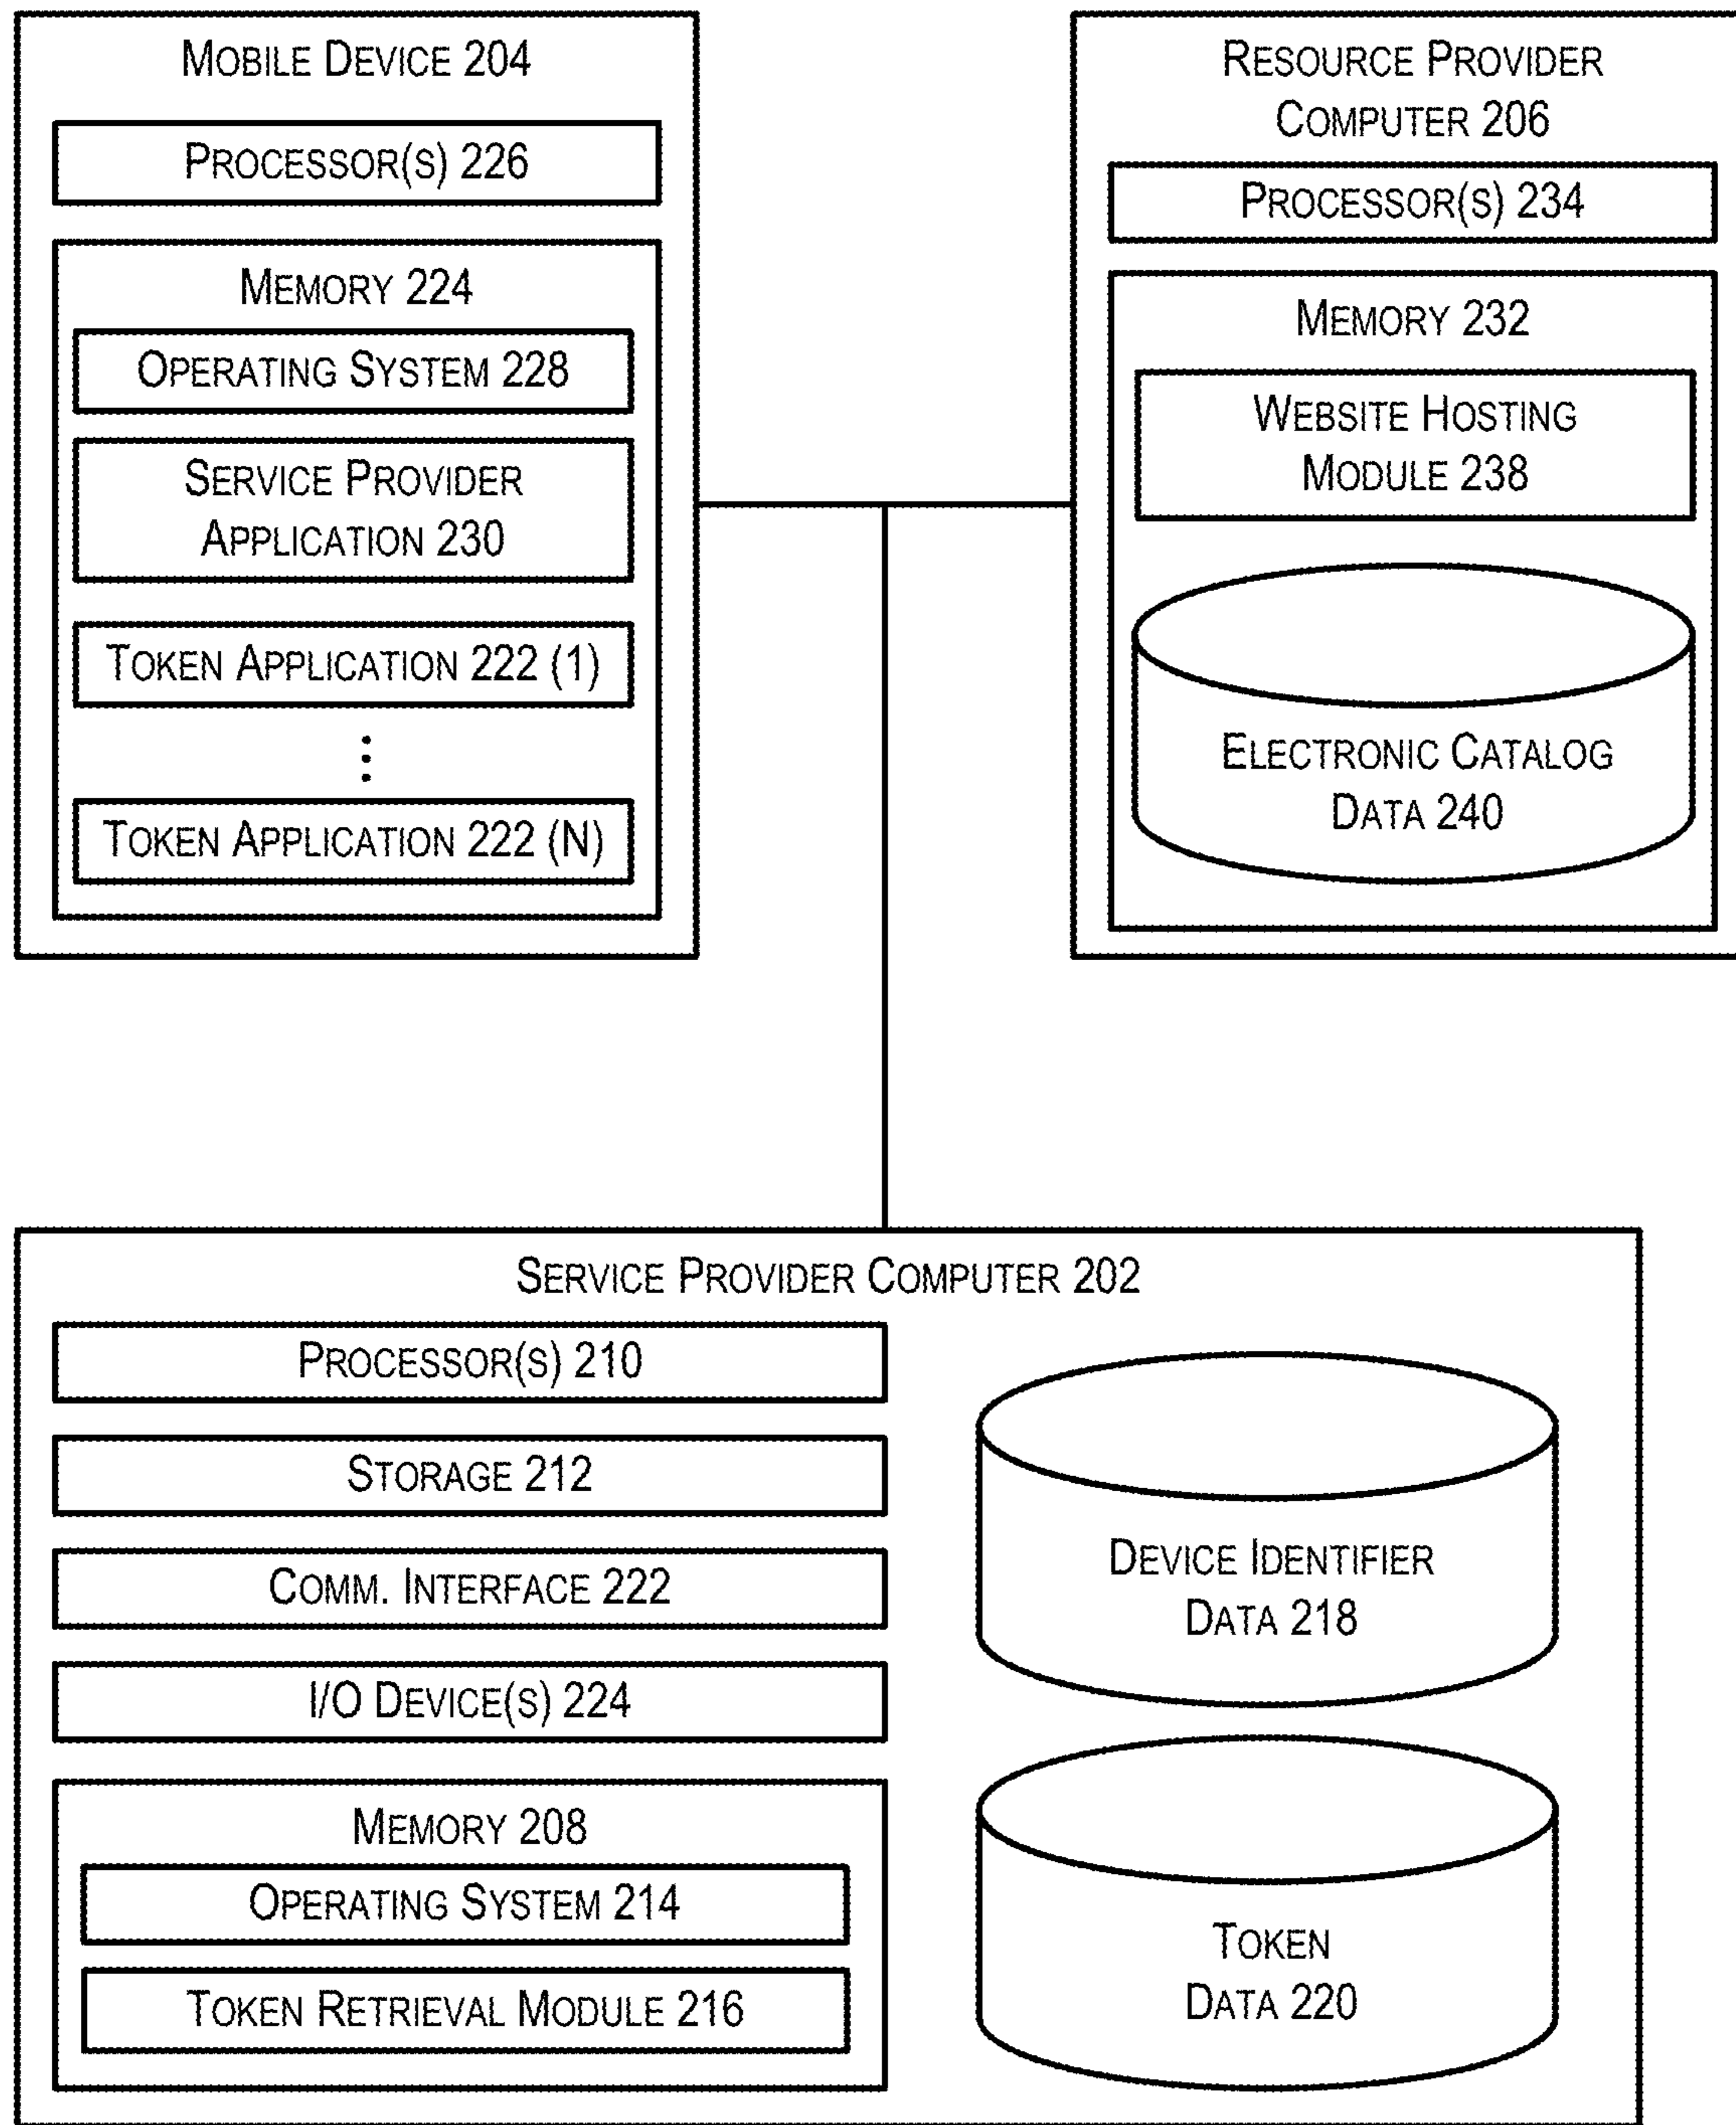 MOBILE DEVICE 204
PROCESSOR(S) 226
MEMORY 224
OPERATING SYSTEM 228
SERVICE PROVIDER
APPLICATION 230
TOKEN APPLICATION 222 (1)
⋮
TOKEN APPLICATION 222 (N)
RESOURCE PROVIDER
COMPUTER 206
PROCESSOR(S) 234
MEMORY 232
WEBSITE HOSTING
MODULE 238
ELECTRONIC CATALOG
DATA 240
SERVICE PROVIDER COMPUTER 202
PROCESSOR(S) 210
STORAGE 212
COMM. INTERFACE 222
I/O DEVICE(S) 224
MEMORY 208
OPERATING SYSTEM 214
TOKEN RETRIEVAL MODULE 216
DEVICE IDENTIFIER
DATA 218
TOKEN
DATA 220